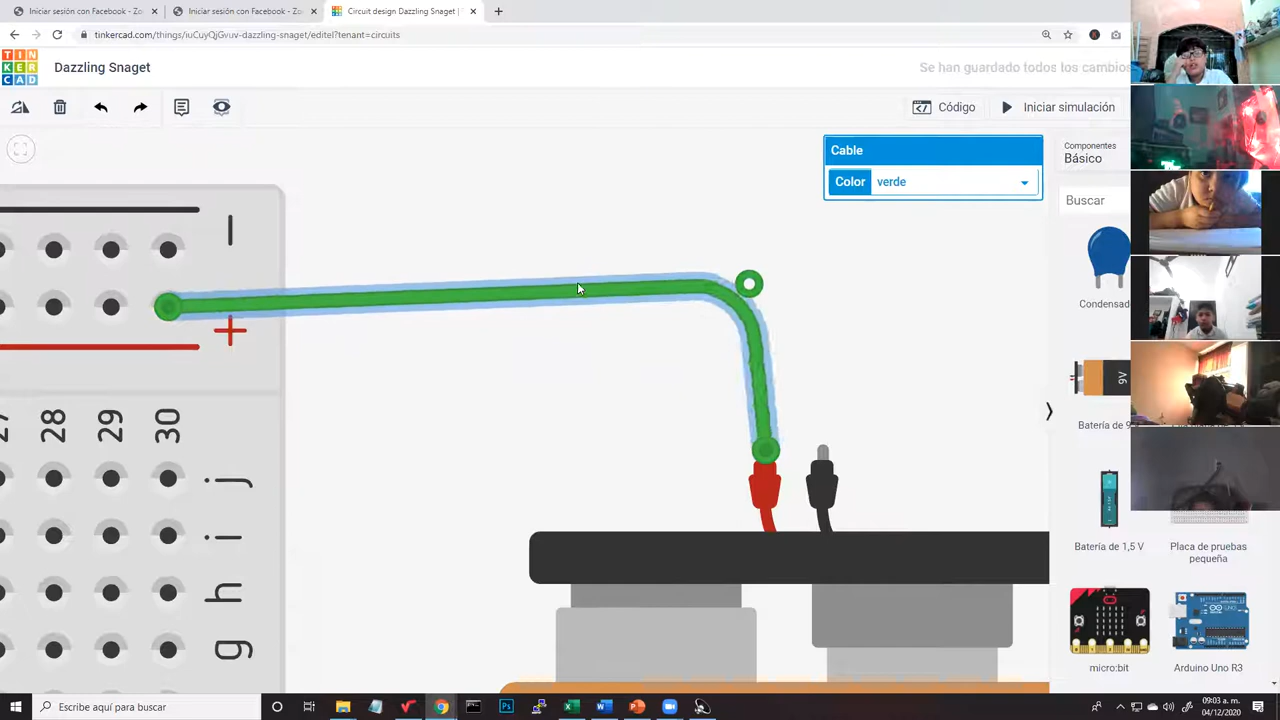 Iniciar sesión con Facebook - Zo
Iniciar sesión con Facebook - Zo
Circuit design Dazzling Snaget |
tinkercad.com/things/iuCuyQjGvuv-dazzling-snaget/editel?tenant=circuits
TIN
KER
CAD
Dazzling Snaget
Se han guardado todos los cambios
Código
Iniciar simulación
Cable
Color
verde
Componentes
Básico
Buscar
Condensad
9V
Batería de 9
Batería de 1,5 V
Placa de pruebas
pequeña
micro:bit
Arduino Uno R3
28
29
30
j
i
h
g
+
Escribe aquí para buscar
09:03 a. m.
04/12/2020